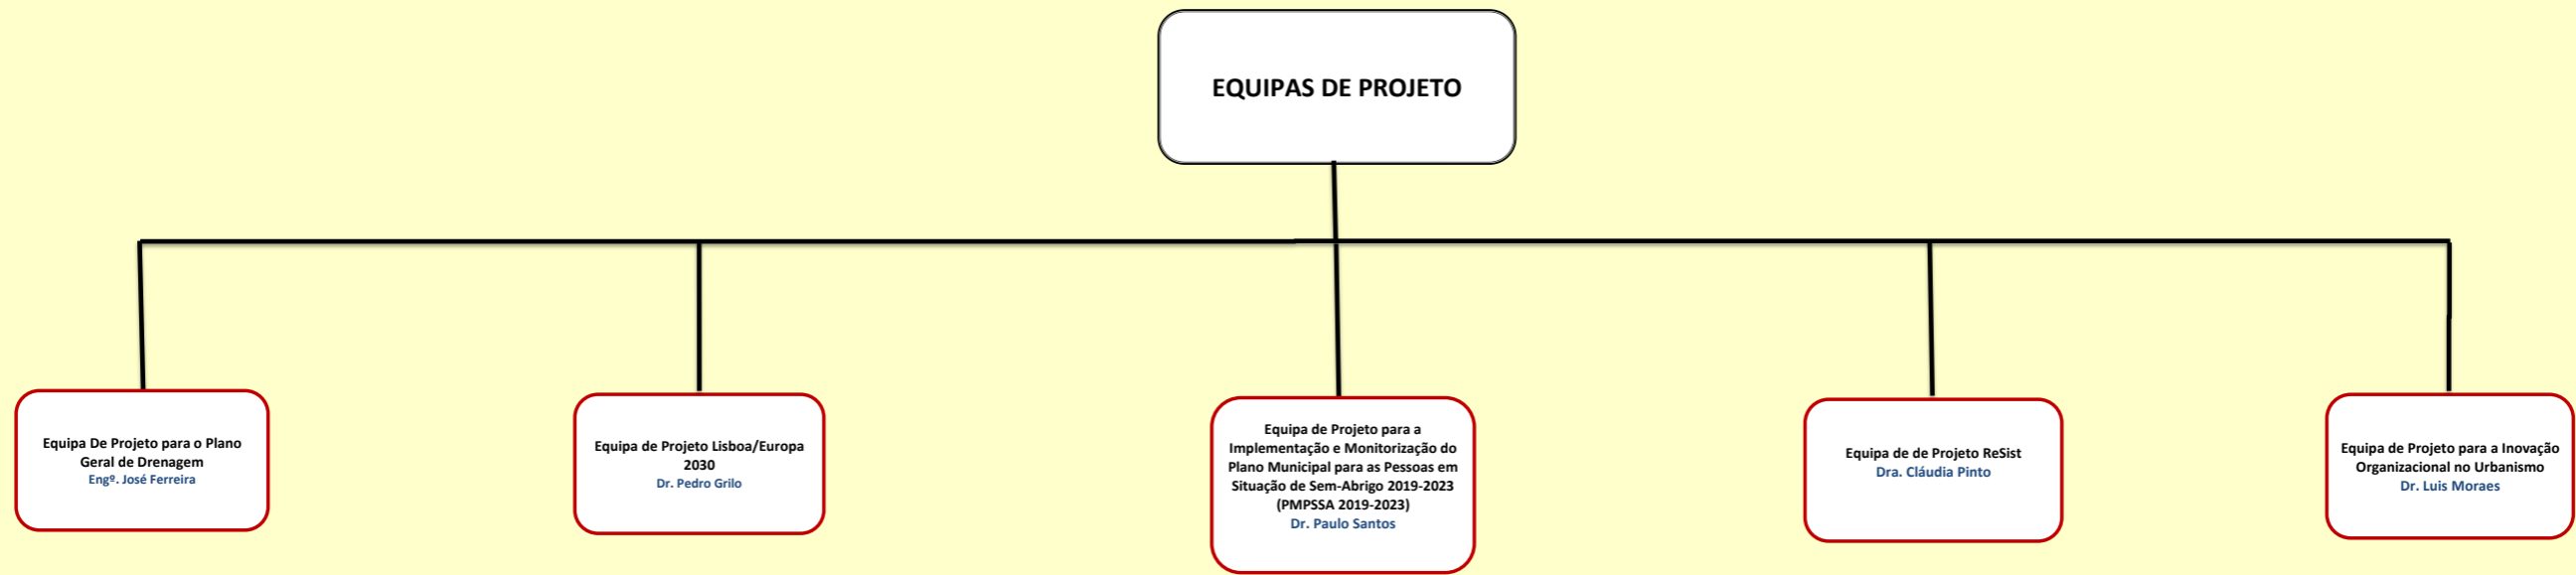 EQUIPAS DE PROJETO
Equipa De Projeto para o Plano
Geral de Drenagem
Engº. José Ferreira
Equipa de Projeto Lisboa/Europa
2030
Dr. Pedro Grilo
Equipa de Projeto para a
Implementação e Monitorização do
Plano Municipal para as Pessoas em
Situação de Sem-Abrigo 2019-2023
(PMPSSA 2019-2023)
Dr. Paulo Santos
Equipa de de Projeto ReSist
Dra. Cláudia Pinto
Equipa de Projeto para a Inovação
Organizacional no Urbanismo
Dr. Luis Moraes